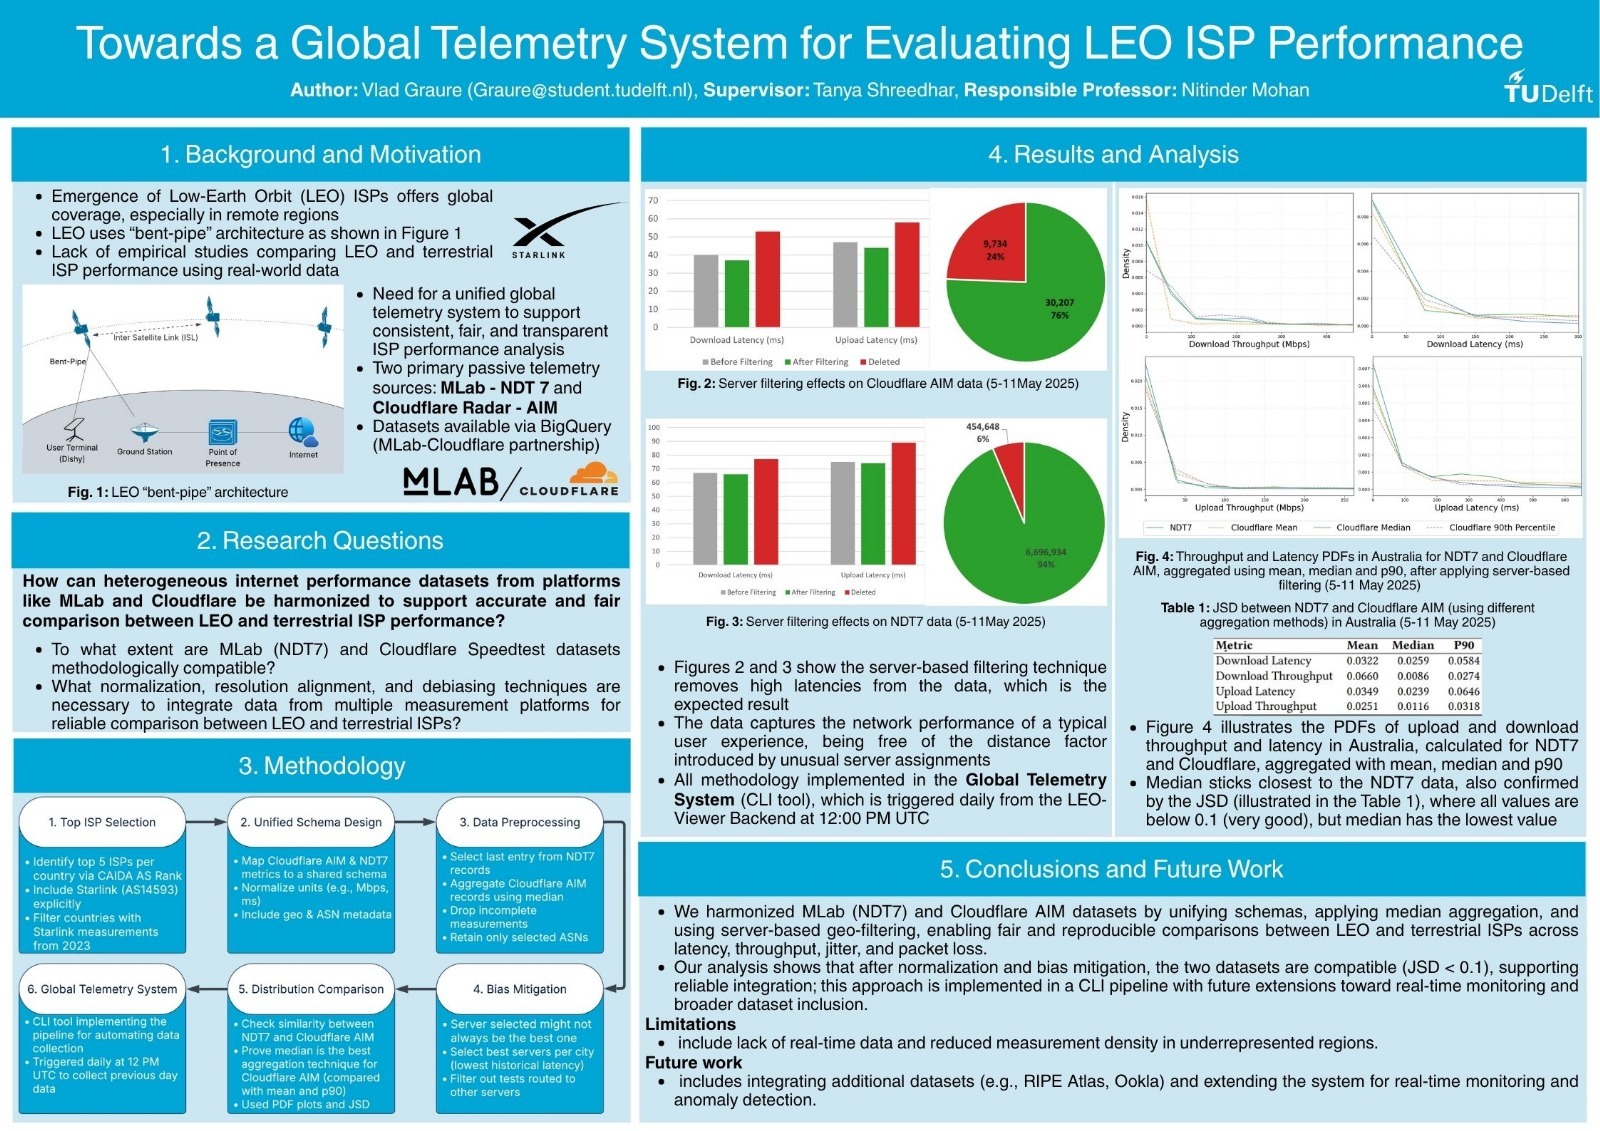 Towards a Global Telemetry System for Evaluating LEO ISP Performance
Author: Vlad Graure (Graure@student.tudelft.nl), Supervisor: Tanya Shreedhar, Responsible Professor: Nitinder Mohan
TUDelft
1. Background and Motivation
• Emergence of Low-Earth Orbit (LEO) ISPs offers global
coverage, especially in remote regions
• LEO uses “bent-pipe” architecture as shown in Figure 1
• Lack of empirical studies comparing LEO and terrestrial
ISP performance using real-world data
STARLINK
Inter Satellite Link (ISL)
Bent-Pipe
User Terminal
(Dishy)
Ground Station
Point of
Presence
Internet
Fig. 1: LEO “bent-pipe” architecture
• Need for a unified global
telemetry system to support
consistent, fair, and transparent
ISP performance analysis
• Two primary passive telemetry
sources: MLab - NDT 7 and
Cloudflare Radar - AIM
• Datasets available via BigQuery
(MLab-Cloudflare partnership)
MLAB / CLOUDFLARE
2. Research Questions
How can heterogeneous internet performance datasets from platforms
like MLab and Cloudflare be harmonized to support accurate and fair
comparison between LEO and terrestrial ISP performance?
• To what extent are MLab (NDT7) and Cloudflare Speedtest datasets
methodologically compatible?
• What normalization, resolution alignment, and debiasing techniques are
necessary to integrate data from multiple measurement platforms for
reliable comparison between LEO and terrestrial ISPs?
3. Methodology
1. Top ISP Selection
• Identify top 5 ISPs per
country via CAIDA AS Rank
• Include Starlink (AS14593)
explicitly
• Filter countries with
Starlink measurements
from 2023
2. Unified Schema Design
• Map Cloudflare AIM & NDT7
metrics to a shared schema
• Normalize units (e.g., Mbps,
ms)
• Include geo & ASN metadata
3. Data Preprocessing
• Select last entry from NDT7
records
• Aggregate Cloudflare AIM
records using median
• Drop incomplete
measurements
• Retain only selected ASNs
6. Global Telemetry System
• CLI tool implementing the
pipeline for automating data
collection
• Triggered daily at 12 PM
UTC to collect previous day
data
5. Distribution Comparison
• Check similarity between
NDT7 and Cloudflare AIM
• Prove median is the best
aggregation technique for
Cloudflare AIM (compared
with mean and p90)
• Used PDF plots and JSD
4. Bias Mitigation
• Server selected might not
always be the best one
• Select best servers per city
(lowest historical latency)
• Filter out tests routed to
other servers
4. Results and Analysis
70
60
50
40
30
20
10
0
Download Latency (ms)
Upload Latency (ms)
Before Filtering
After Filtering
Deleted
9,734
24%
30,207
76%
Fig. 2: Server filtering effects on Cloudflare AIM data (5-11May 2025)
100
90
80
70
60
50
40
30
20
10
0
Download Latency (ms)
Upload Latency (ms)
Before Filtering
After Filtering
Deleted
454,648
6%
6,696,934
94%
Fig. 3: Server filtering effects on NDT7 data (5-11May 2025)
• Figures 2 and 3 show the server-based filtering technique
removes high latencies from the data, which is the
expected result
• The data captures the network performance of a typical
user experience, being free of the distance factor
introduced by unusual server assignments
• All methodology implemented in the Global Telemetry
System (CLI tool), which is triggered daily from the LEO-
Viewer Backend at 12:00 PM UTC
Density
Download Throughput (Mbps)
Download Latency (ms)
Density
Upload Throughput (Mbps)
Upload Latency (ms)
NDT7
Cloudflare Mean
Cloudflare Median
Cloudflare 90th Percentile
Fig. 4: Throughput and Latency PDFs in Australia for NDT7 and Cloudflare
AIM, aggregated using mean, median and p90, after applying server-based
filtering (5-11 May 2025)
Table 1: JSD between NDT7 and Cloudflare AIM (using different
aggregation methods) in Australia (5-11 May 2025)
Metric Mean Median P90
Download Latency 0.0322 0.0259 0.0584
Download Throughput 0.0660 0.0086 0.0274
Upload Latency 0.0349 0.0239 0.0646
Upload Throughput 0.0251 0.0116 0.0318
• Figure 4 illustrates the PDFs of upload and download
throughput and latency in Australia, calculated for NDT7
and Cloudflare, aggregated with mean, median and p90
• Median sticks closest to the NDT7 data, also confirmed
by the JSD (illustrated in the Table 1), where all values are
below 0.1 (very good), but median has the lowest value
5. Conclusions and Future Work
• We harmonized MLab (NDT7) and Cloudflare AIM datasets by unifying schemas, applying median aggregation, and
using server-based geo-filtering, enabling fair and reproducible comparisons between LEO and terrestrial ISPs across
latency, throughput, jitter, and packet loss.
• Our analysis shows that after normalization and bias mitigation, the two datasets are compatible (JSD < 0.1), supporting
reliable integration; this approach is implemented in a CLI pipeline with future extensions toward real-time monitoring and
broader dataset inclusion.
Limitations
• include lack of real-time data and reduced measurement density in underrepresented regions.
Future work
• includes integrating additional datasets (e.g., RIPE Atlas, Ookla) and extending the system for real-time monitoring and
anomaly detection.